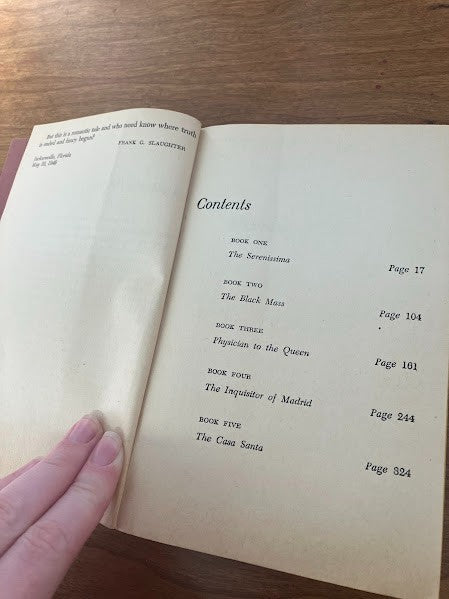 But this is a romantic tale and who need know where truth
is ended and fancy begun?
FRANK G. SLAUGHTER
Jacksonville, Florida
May 23, 1946
Contents
BOOK ONE
The Serenissima
Page 17
BOOK TWO
The Black Mass
Page 104
BOOK THREE
Physician to the Queen
Page 161
BOOK FOUR
The Inquisitor of Madrid
Page 244
BOOK FIVE
The Casa Santa
Page 324